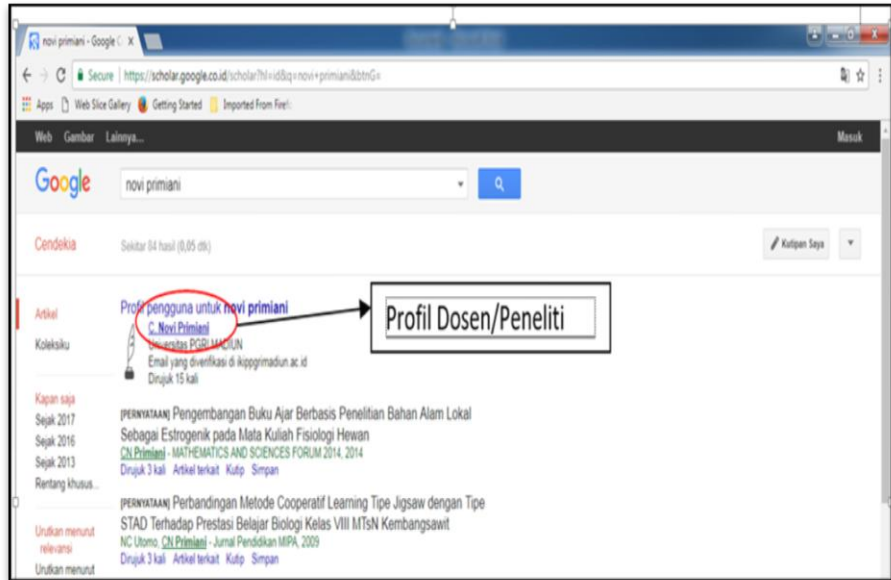 novi primiani - Google C
Secure | https://scholar.google.co.id/scholar?hl=id&q=novi+primiani&btnG=
Apps Web Slice Gallery Getting Started Imported From Firef
Web Gambar Lainnya... Masuk
Google novi primiani
Cendekia Sekitar 84 hasil (0,05 dtk) Kutipan Saya
Artikel
Koleksiku
Kapan saja
Sejak 2017
Sejak 2016
Sejak 2013
Rentang khusus...
Urutkan menurut
relevansi
Urutkan menurut
Profil pengguna untuk novi primiani
C. Novi Primiani
Universitas PGRI MADIUN
Email yang diverifikasi di ikippgrimadiun.ac.id
Dirujuk 15 kali
Profil Dosen/Peneliti
[PERNYATAAN] Pengembangan Buku Ajar Berbasis Penelitian Bahan Alam Lokal
Sebagai Estrogenik pada Mata Kuliah Fisiologi Hewan
CN Primiani - MATHEMATICS AND SCIENCES FORUM 2014, 2014
Dirujuk 3 kali Artikel terkait Kutip Simpan
[PERNYATAAN] Perbandingan Metode Cooperatif Learning Tipe Jigsaw dengan Tipe
STAD Terhadap Prestasi Belajar Biologi Kelas VIII MTsN Kembangsawit
NC Utomo, CN Primiani - Jurnal Pendidikan MIPA, 2009
Dirujuk 3 kali Artikel terkait Kutip Simpan